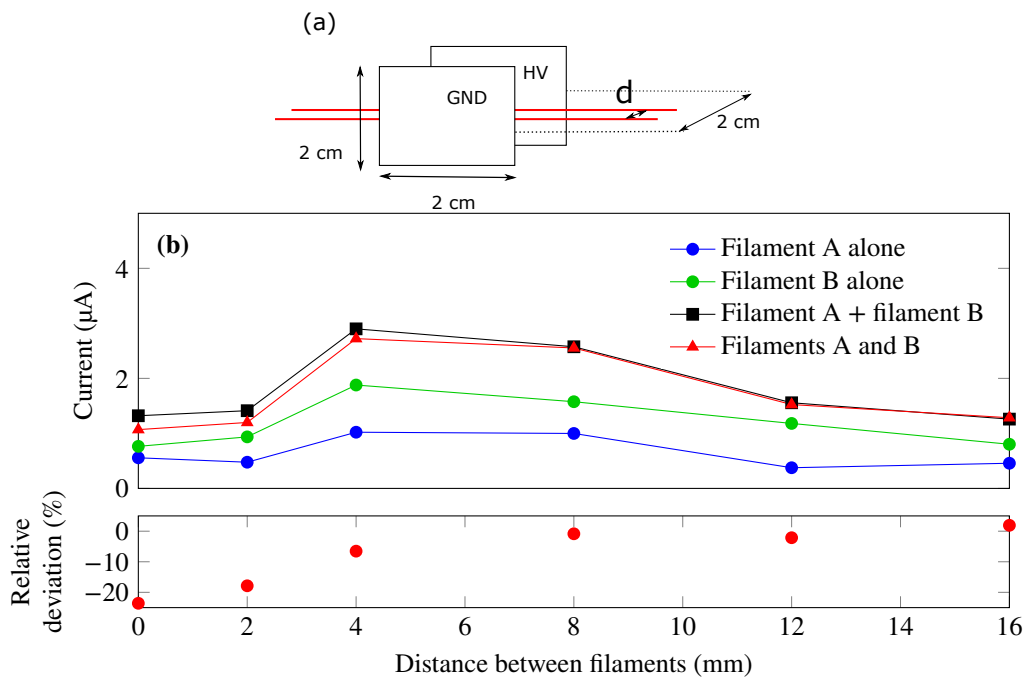 (a)
HV
GND
d
2 cm
2 cm
2 cm
(b)
Filament A alone
Filament B alone
Filament A + filament B
Filaments A and B
Current (µA)
4
2
0
Relative
deviation (%)
0
−10
−20
0 2 4 6 8 10 12 14 16
Distance between filaments (mm)